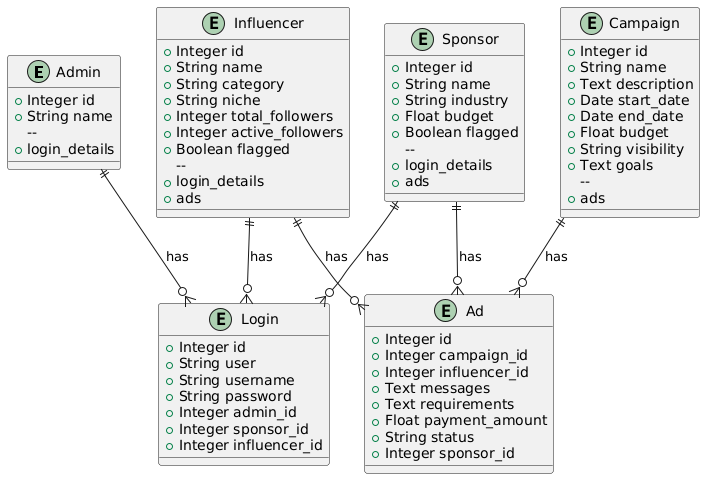 E Admin
Integer id
String name
--
login_details
E Influencer
Integer id
String name
String category
String niche
Integer total_followers
Integer active_followers
Boolean flagged
--
login_details
ads
E Sponsor
Integer id
String name
String industry
Float budget
Boolean flagged
--
login_details
ads
E Campaign
Integer id
String name
Text description
Date start_date
Date end_date
Float budget
String visibility
Text goals
--
ads
has
has
has
has
has
has
E Login
Integer id
String user
String username
String password
Integer admin_id
Integer sponsor_id
Integer influencer_id
E Ad
Integer id
Integer campaign_id
Integer influencer_id
Text messages
Text requirements
Float payment_amount
String status
Integer sponsor_id